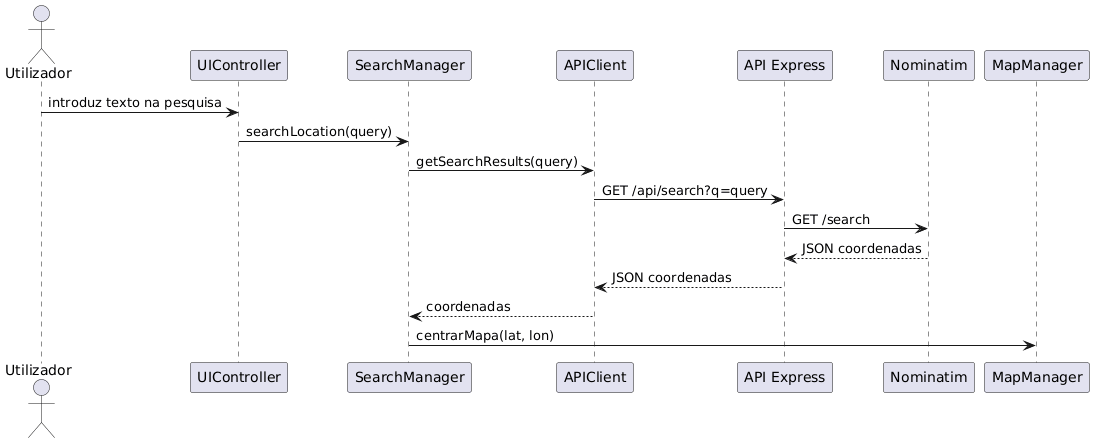 Utilizador
UIController
SearchManager
APIClient
API Express
Nominatim
MapManager
introduz texto na pesquisa
searchLocation(query)
getSearchResults(query)
GET /api/search?q=query
GET /search
JSON coordenadas
JSON coordenadas
coordenadas
centrarMapa(lat, lon)
Utilizador
UIController
SearchManager
APIClient
API Express
Nominatim
MapManager